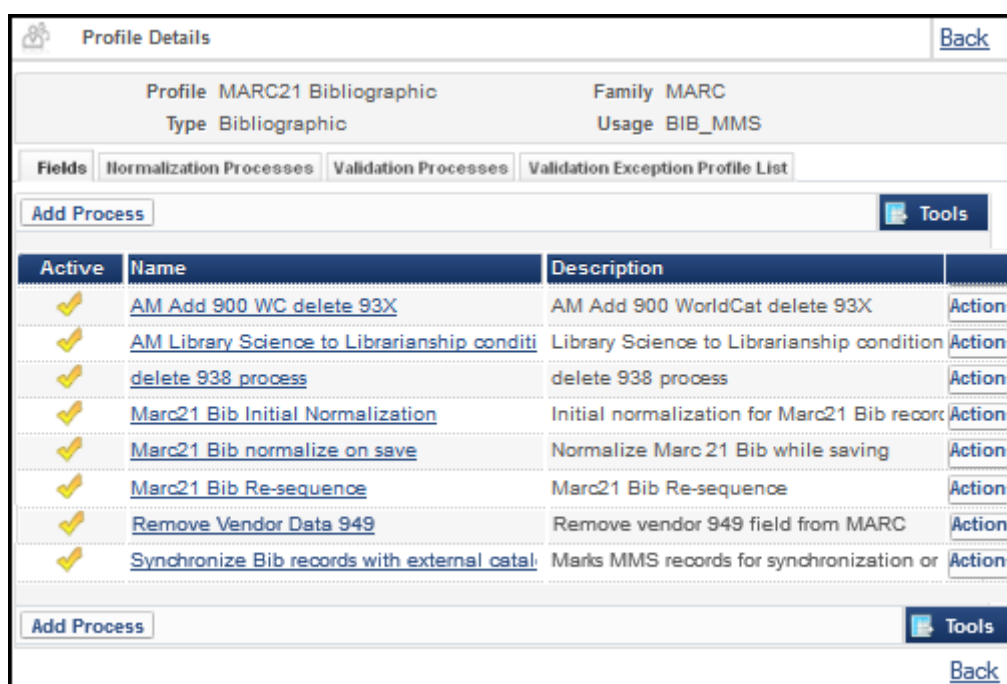 Profile Details Back
Profile MARC21 Bibliographic Family MARC
Type Bibliographic Usage BIB_MMS
Fields Normalization Processes Validation Processes Validation Exception Profile List
Add Process Tools
Active Name Description
AM Add 900 WC delete 93X AM Add 900 WorldCat delete 93X Action
AM Library Science to Librarianship conditi Library Science to Librarianship condition Action
delete 938 process delete 938 process Action
Marc21 Bib Initial Normalization Initial normalization for Marc21 Bib recor Action
Marc21 Bib normalize on save Normalize Marc 21 Bib while saving Action
Marc21 Bib Re-sequence Marc21 Bib Re-sequence Action
Remove Vendor Data 949 Remove vendor 949 field from MARC Action
Synchronize Bib records with external catal Marks MMS records for synchronization or Action
Add Process Tools
Back